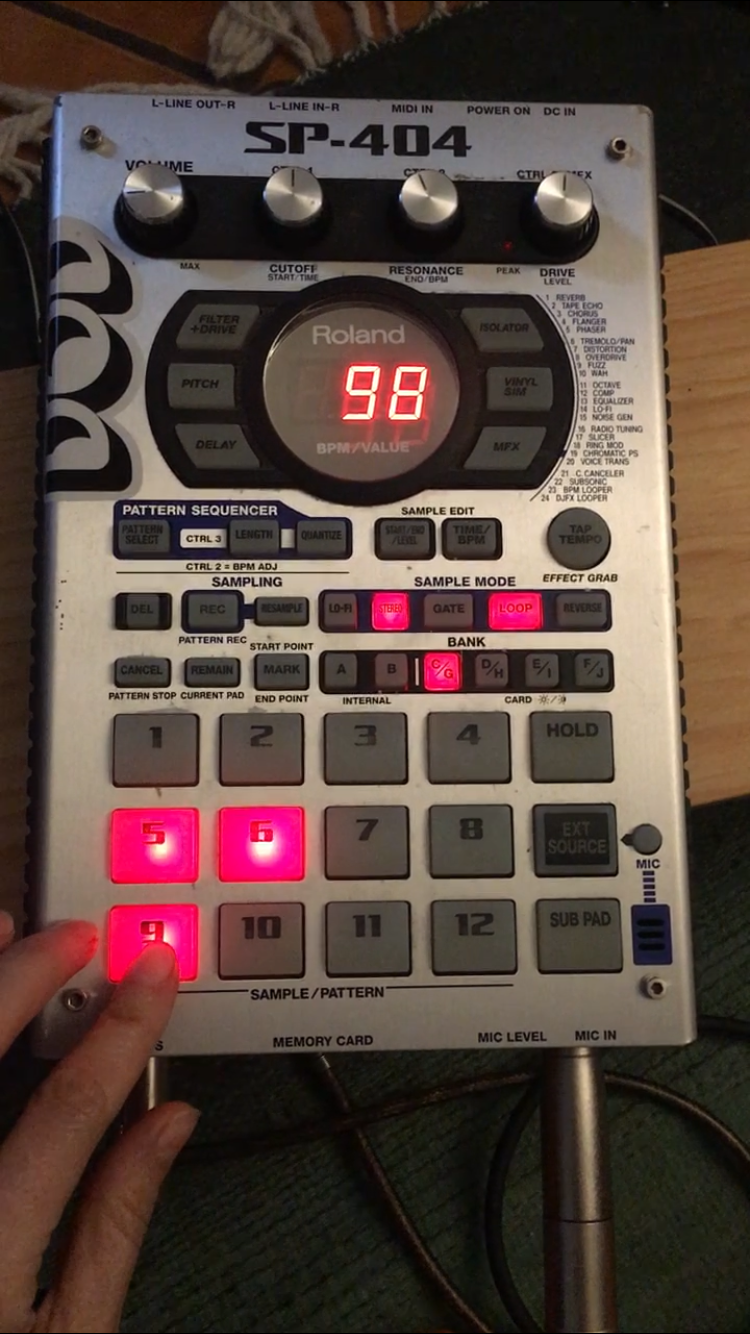 L-LINE OUT-R L-LINE IN-R MIDI IN POWER ON DC IN
SP-404
VOLUME
MAX CUTOFF RESONANCE PEAK DRIVE
START/TIME END/BPM LEVEL
FILTER
+DRIVE
PITCH
DELAY
Roland
98
BPM/VALUE
ISOLATOR
VINYL
SIM
MFX
1 REVERB
2 TAPE ECHO
3 CHORUS
4 FLANGER
5 PHASER
6 TREMOLO/PAN
7 DISTORTION
8 OVERDRIVE
9 FUZZ
10 WAH
11 OCTAVE
12 COMP
13 EQUALIZER
14 LO-FI
15 NOISE GEN
16 RADIO TUNING
17 SLICER
18 RING MOD
19 CHROMATIC PS
20 VOICE TRANS
21 C.CANCELER
22 SUBSONIC
23 BPM LOOPER
24 DJFX LOOPER
PATTERN SEQUENCER
PATTERN
SELECT
CTRL 3
LENGTH
QUANTIZE
CTRL 2 = BPM ADJ
SAMPLE EDIT
START/END
/LEVEL
TIME/
BPM
TAP
TEMPO
EFFECT GRAB
SAMPLING
DEL REC RESAMPLE
PATTERN REC
SAMPLE MODE
LO-FI STEREO GATE LOOP REVERSE
START POINT
CANCEL REMAIN MARK
PATTERN STOP CURRENT PAD END POINT
BANK
A B C/G D/H E/I F/J
INTERNAL CARD
1 2 3 4 HOLD
5 6 7 8 EXT
SOURCE
MIC
9 10 11 12 SUB PAD
SAMPLE/PATTERN
MEMORY CARD MIC LEVEL MIC IN